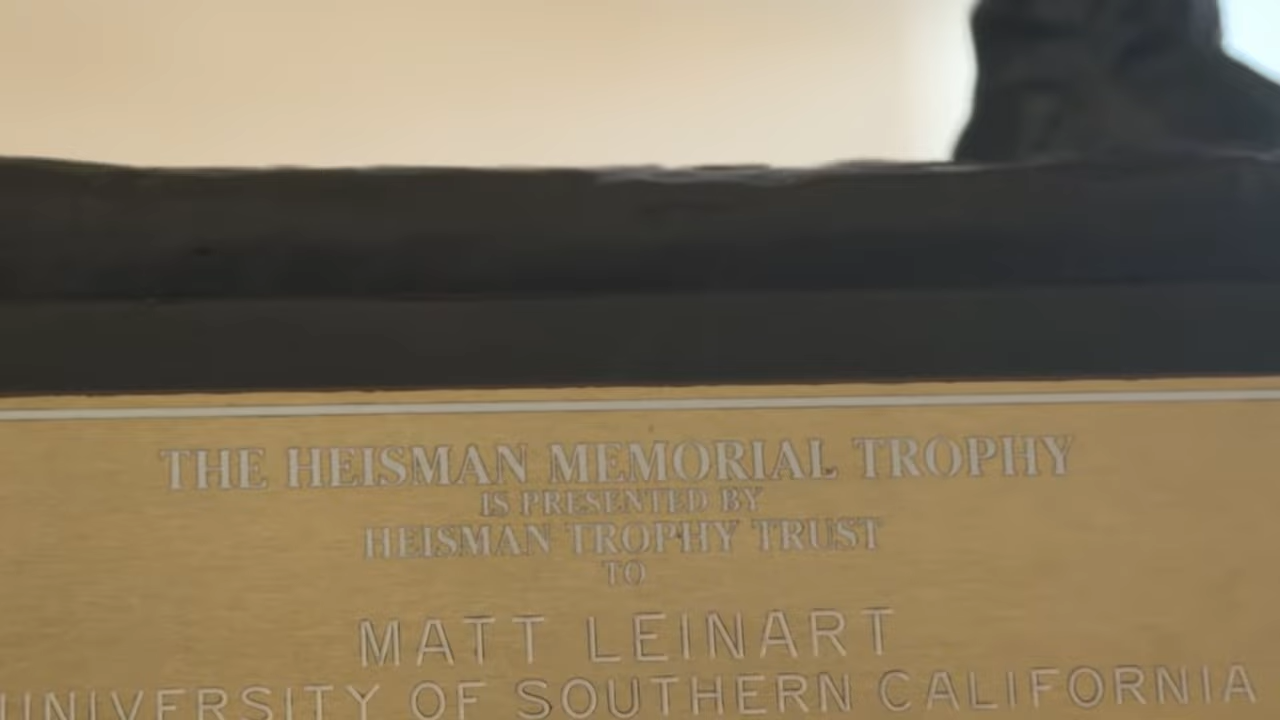 THE HEISMAN MEMORIAL TROPHY
IS PRESENTED BY
HEISMAN TROPHY TRUST
TO
MATT LEINART
UNIVERSITY OF SOUTHERN CALIFORNIA